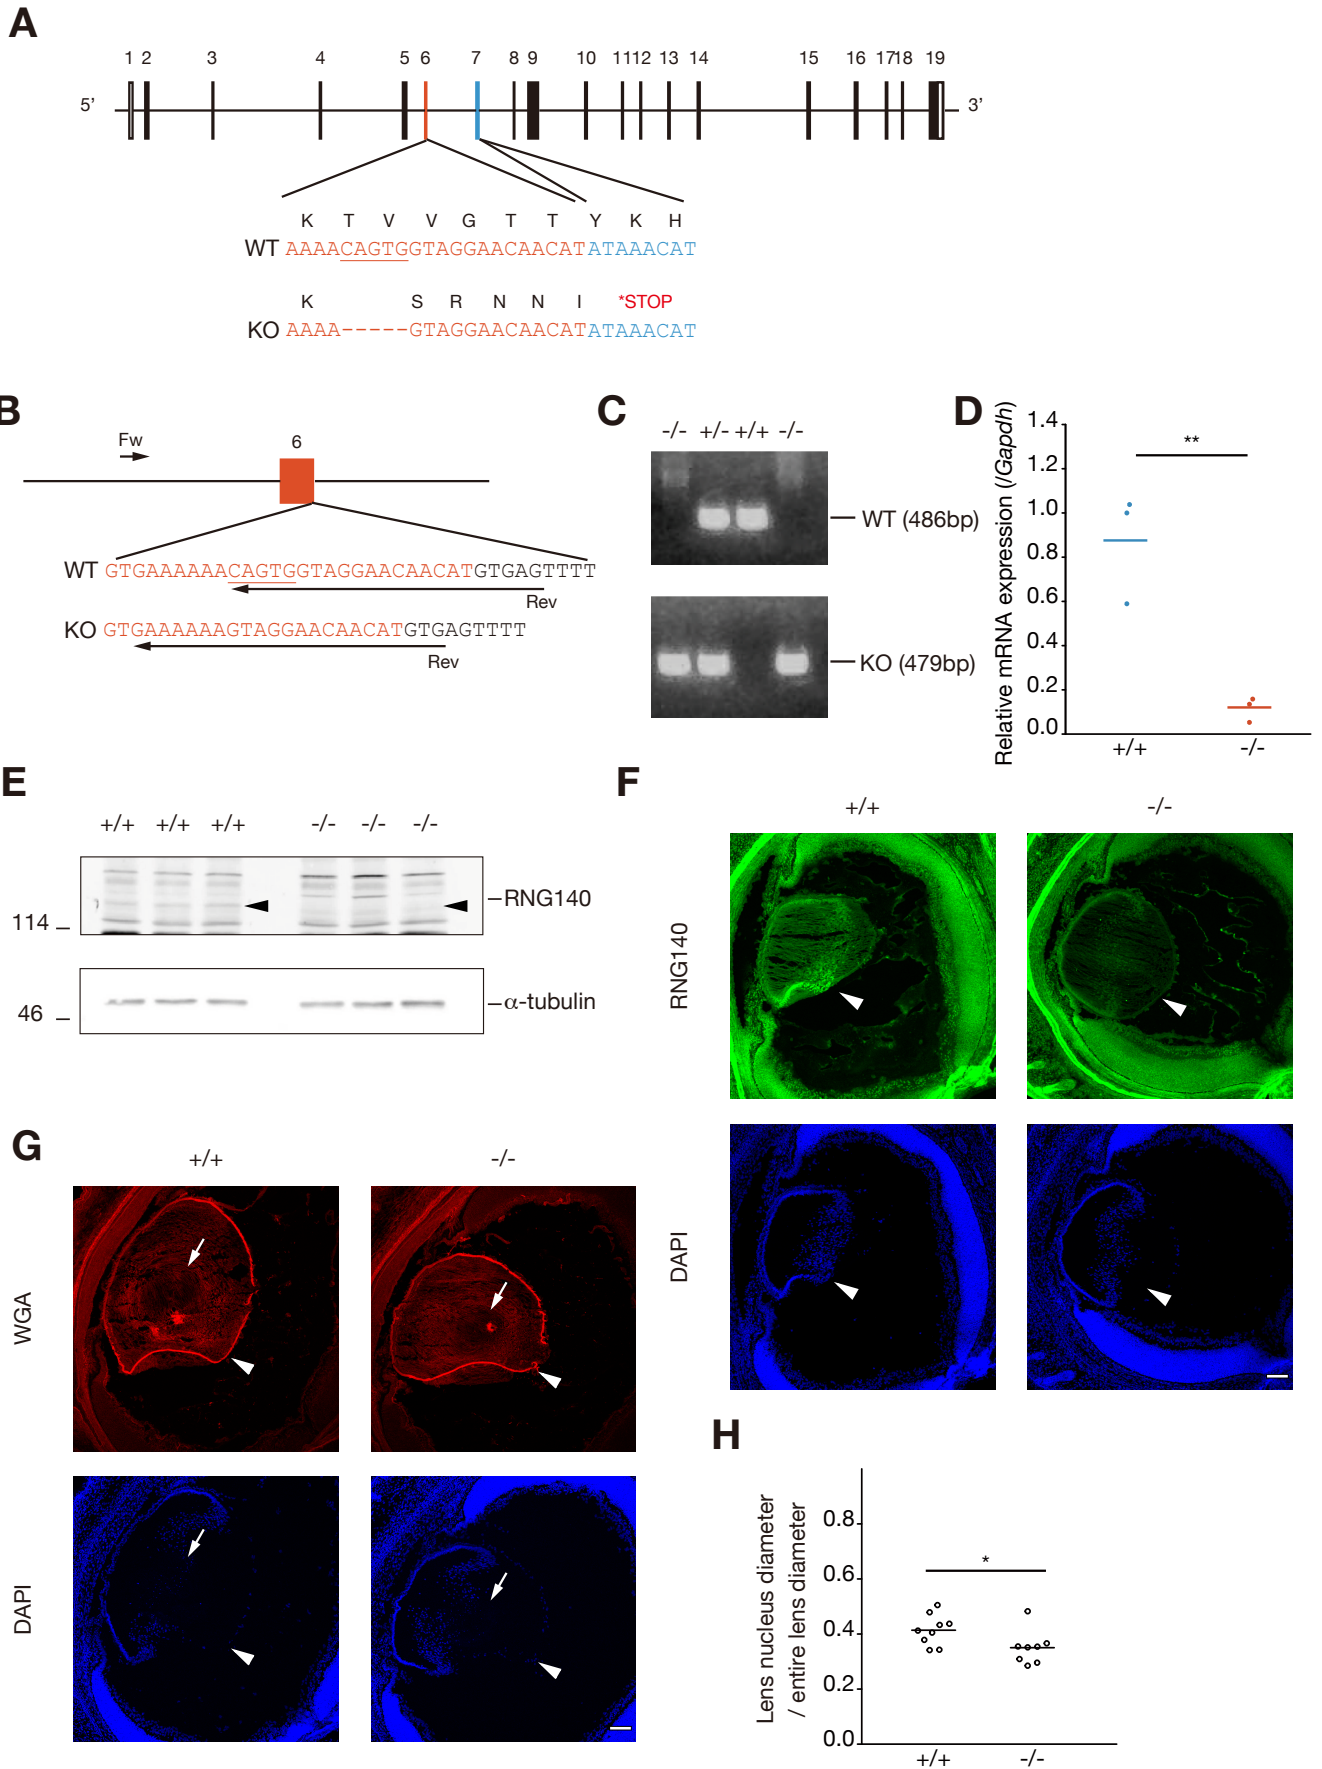 A
1 2 3 4 5 6 7 8 9 10 11 12 13 14 15 16 17 18 19
5’ 3’
K T V V G T T Y K H
WT AAAACAGTGGTAGGAACAACATATAAACAT
K S R N N I *STOP
KO AAAA-----GTAGGAACAACATATAAACAT
B
Fw 6
WT GTGAAAAAACAGTGGTAGGAACAACATGTGAGTTTT
Rev
KO GTGAAAAAAGTAGGAACAACATGTGAGTTTT
Rev
C
-/- +/- +/+ -/-
WT (486bp)
KO (479bp)
D
Relative mRNA expression (/Gapdh)
1.4
1.2
1.0
0.8
0.6
0.4
0.2
0.0
**
+/+ -/-
E
+/+ +/+ +/+ -/- -/- -/-
RNG140
114
α-tubulin
46
F
+/+ -/-
RNG140
DAPI
G
+/+ -/-
WGA
DAPI
H
Lens nucleus diameter
/ entire lens diameter
0.8
0.6
0.4
0.2
0.0
*
+/+ -/-